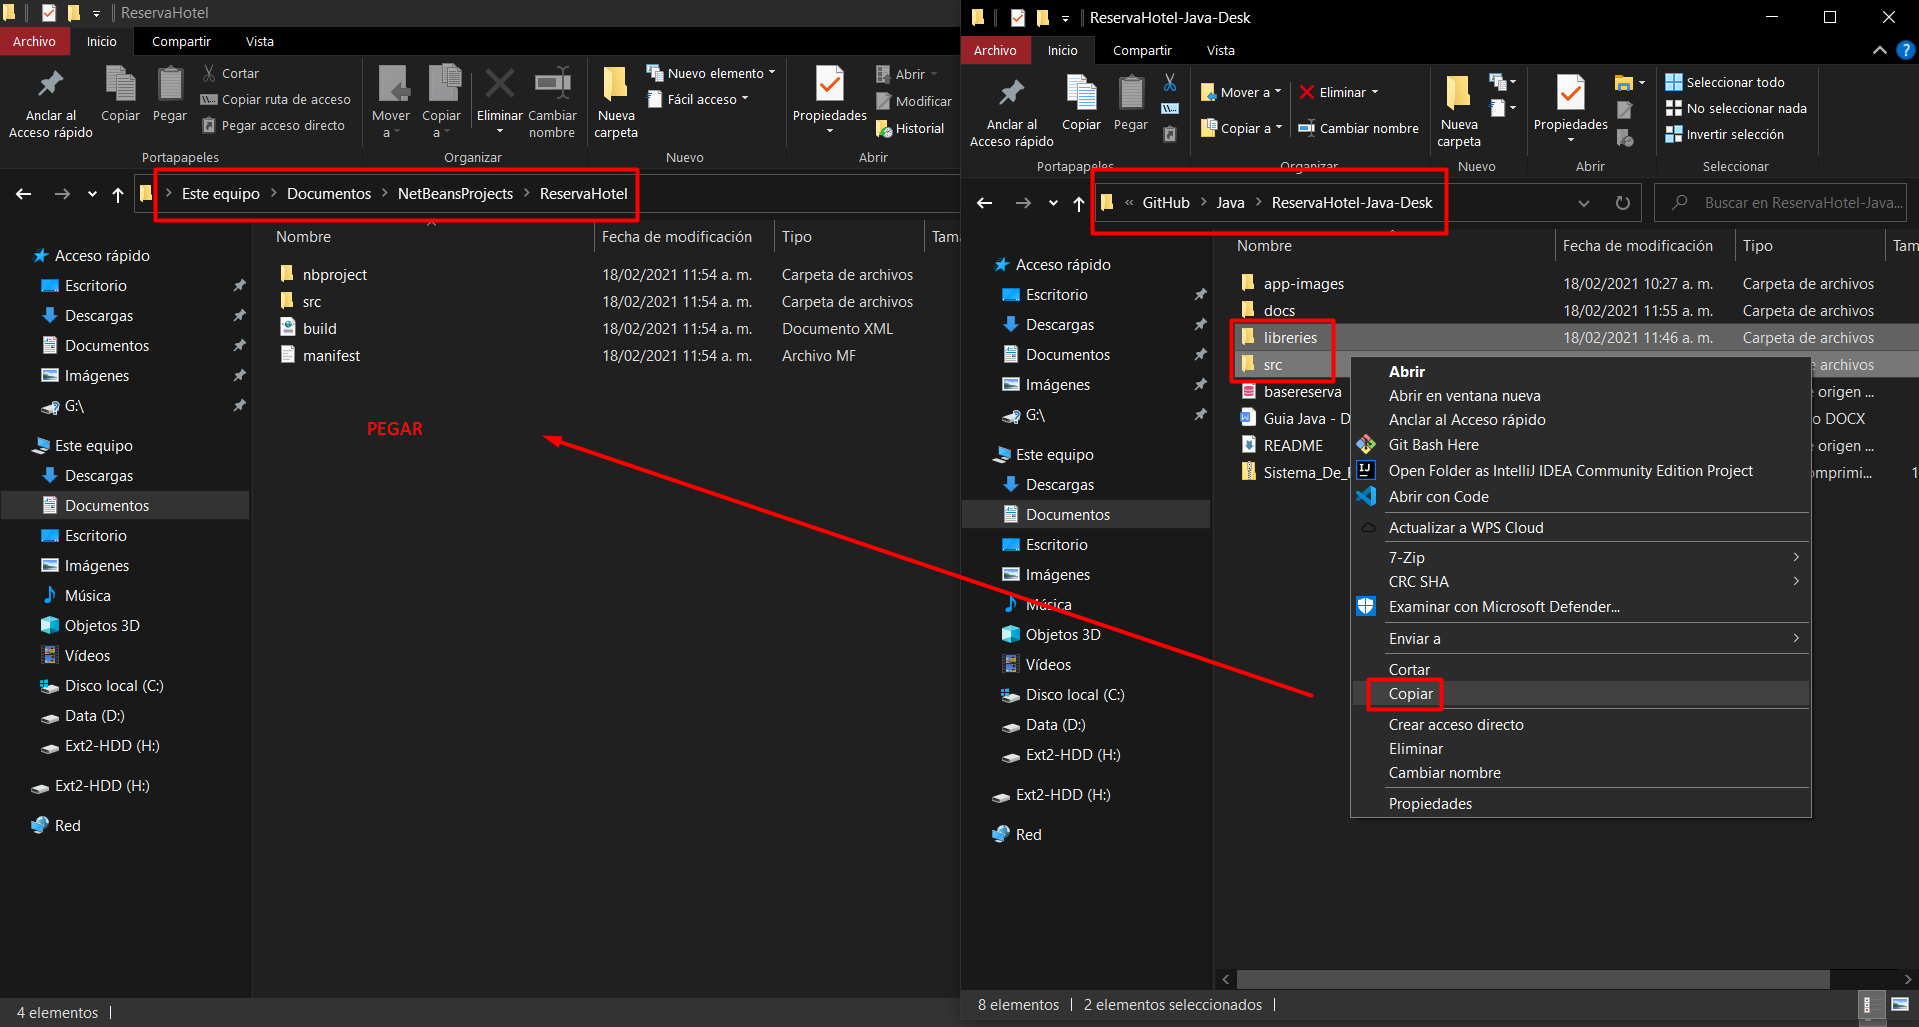 ReservaHotel
Archivo Inicio Compartir Vista
Anclar al Acceso rápido
Copiar
Pegar
Cortar
Copiar ruta de acceso
Pegar acceso directo
Portapapeles
Mover a
Copiar a
Eliminar
Cambiar nombre
Organizar
Nueva carpeta
Nuevo elemento
Fácil acceso
Nuevo
Propiedades
Abrir
Modificar
Historial
Abrir
Este equipo > Documentos > NetBeansProjects > ReservaHotel
Nombre Fecha de modificación Tipo
nbproject 18/02/2021 11:54 a. m. Carpeta de archivos
src 18/02/2021 11:54 a. m. Carpeta de archivos
build 18/02/2021 11:54 a. m. Documento XML
manifest 18/02/2021 11:54 a. m. Archivo MF
PEGAR
Acceso rápido
Escritorio
Descargas
Documentos
Imágenes
G:\
Este equipo
Descargas
Documentos
Escritorio
Imágenes
Música
Objetos 3D
Vídeos
Disco local (C:)
Data (D:)
Ext2-HDD (H:)
Ext2-HDD (H:)
Red
4 elementos
ReservaHotel-Java-Desk
Archivo Inicio Compartir Vista
Anclar al Acceso rápido
Copiar
Pegar
Portapapeles
Mover a
Copiar a
Eliminar
Cambiar nombre
Organizar
Nueva carpeta
Nuevo
Propiedades
Abrir
Seleccionar todo
No seleccionar nada
Invertir selección
Seleccionar
« GitHub > Java > ReservaHotel-Java-Desk
Buscar en ReservaHotel-Java...
Nombre Fecha de modificación Tipo
app-images 18/02/2021 10:27 a. m. Carpeta de archivos
docs 18/02/2021 11:55 a. m. Carpeta de archivos
libreries 18/02/2021 11:46 a. m. Carpeta de archivos
src archivos
basereserva origen ...
Guia Java - D DOCX
README origen ...
Sistema_De_ omprimi... 1
Abrir
Abrir en ventana nueva
Anclar al Acceso rápido
Git Bash Here
Open Folder as IntelliJ IDEA Community Edition Project
Abrir con Code
Actualizar a WPS Cloud
7-Zip
CRC SHA
Examinar con Microsoft Defender...
Enviar a
Cortar
Copiar
Crear acceso directo
Eliminar
Cambiar nombre
Propiedades
Acceso rápido
Escritorio
Descargas
Documentos
Imágenes
G:\
Este equipo
Descargas
Documentos
Escritorio
Imágenes
Música
Objetos 3D
Vídeos
Disco local (C:)
Data (D:)
Ext2-HDD (H:)
Ext2-HDD (H:)
Red
8 elementos 2 elementos seleccionados